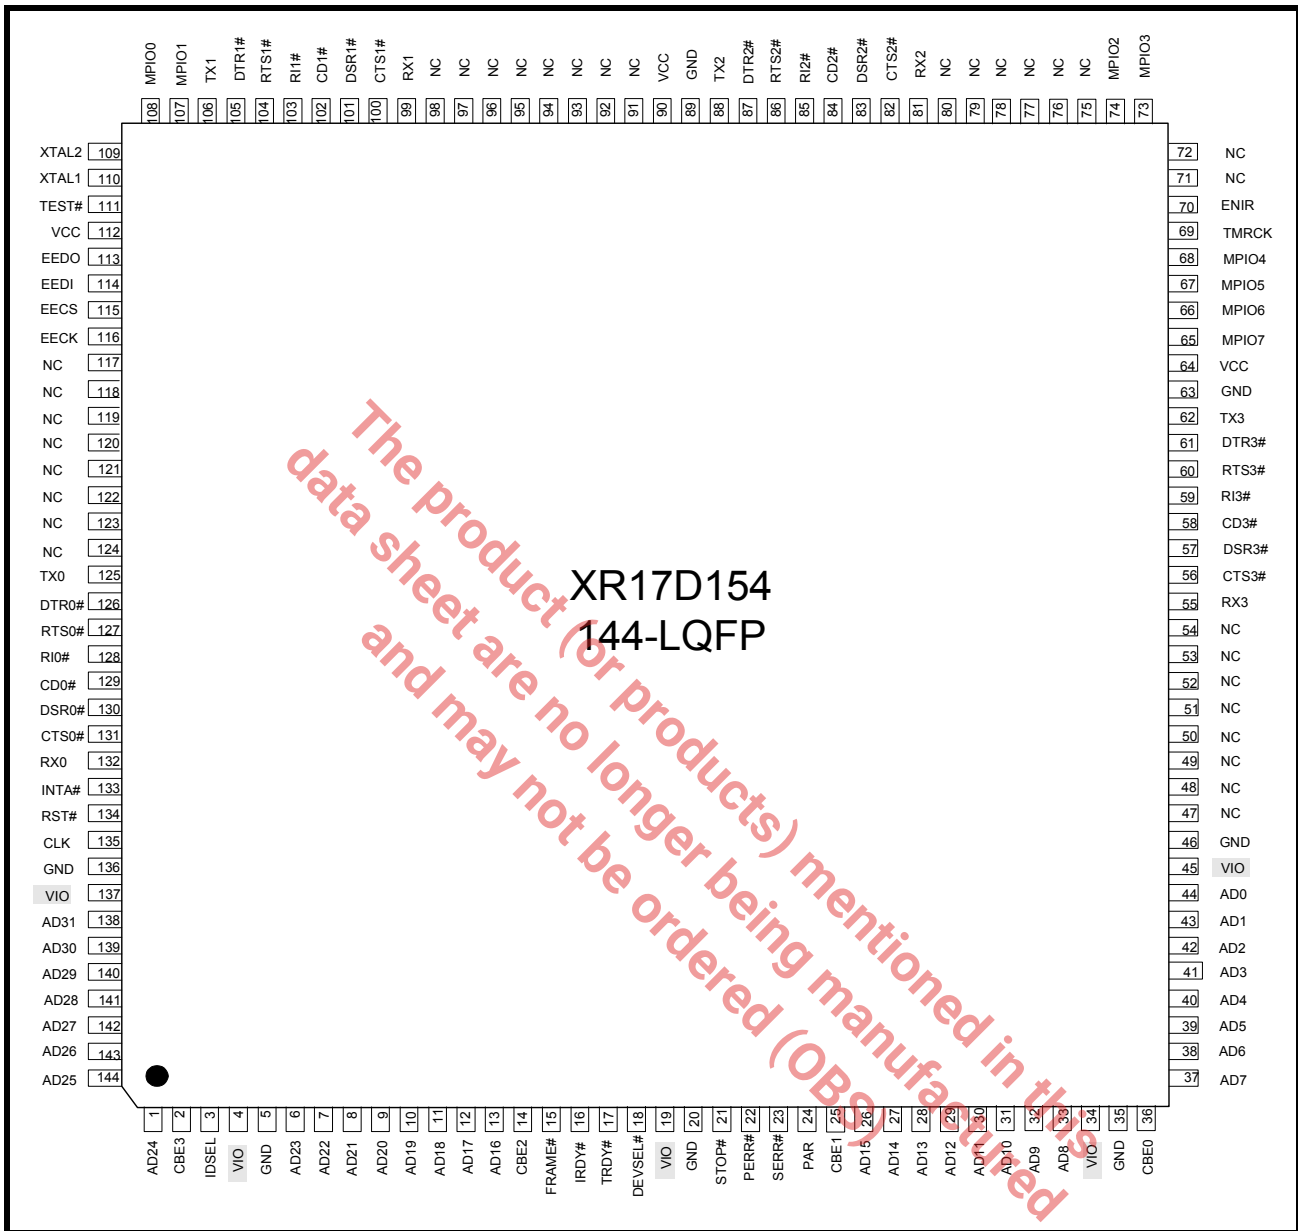 MPIO0 MPIO1 TX1 DTR1# RTS1# RI1# CD1# DSR1# CTS1# RX1 NC NC NC NC NC NC NC NC VCC GND TX2 DTR2# RTS2# RI2# CD2# DSR2# CTS2# RX2 NC NC NC NC NC NC MPIO2 MPIO3
108 107 106 105 104 103 102 101 100 99 98 97 96 95 94 93 92 91 90 89 88 87 86 85 84 83 82 81 80 79 78 77 76 75 74 73
XTAL2 109
XTAL1 110
TEST# 111
VCC 112
EEDO 113
EEDI 114
EECS 115
EECK 116
NC 117
NC 118
NC 119
NC 120
NC 121
NC 122
NC 123
NC 124
TX0 125
DTR0# 126
RTS0# 127
RI0# 128
CD0# 129
DSR0# 130
CTS0# 131
RX0 132
INTA# 133
RST# 134
CLK 135
GND 136
VIO 137
AD31 138
AD30 139
AD29 140
AD28 141
AD27 142
AD26 143
AD25 144
XR17D154
144-LQFP
The product (or products) mentioned in this
data sheet are no longer being manufactured
and may not be ordered (OBS)
72 NC
71 NC
70 ENIR
69 TMRCK
68 MPIO4
67 MPIO5
66 MPIO6
65 MPIO7
64 VCC
63 GND
62 TX3
61 DTR3#
60 RTS3#
59 RI3#
58 CD3#
57 DSR3#
56 CTS3#
55 RX3
54 NC
53 NC
52 NC
51 NC
50 NC
49 NC
48 NC
47 NC
46 GND
45 VIO
44 AD0
43 AD1
42 AD2
41 AD3
40 AD4
39 AD5
38 AD6
37 AD7
1 2 3 4 5 6 7 8 9 10 11 12 13 14 15 16 17 18 19 20 21 22 23 24 25 26 27 28 29 30 31 32 33 34 35 36
AD24 CBE3 IDSEL VIO GND AD23 AD22 AD21 AD20 AD19 AD18 AD17 AD16 CBE2 FRAME# IRDY# TRDY# DEVSEL# VIO GND STOP# PERR# SERR# PAR CBE1 AD15 AD14 AD13 AD12 AD11 AD10 AD9 AD8 VIO GND CBE0